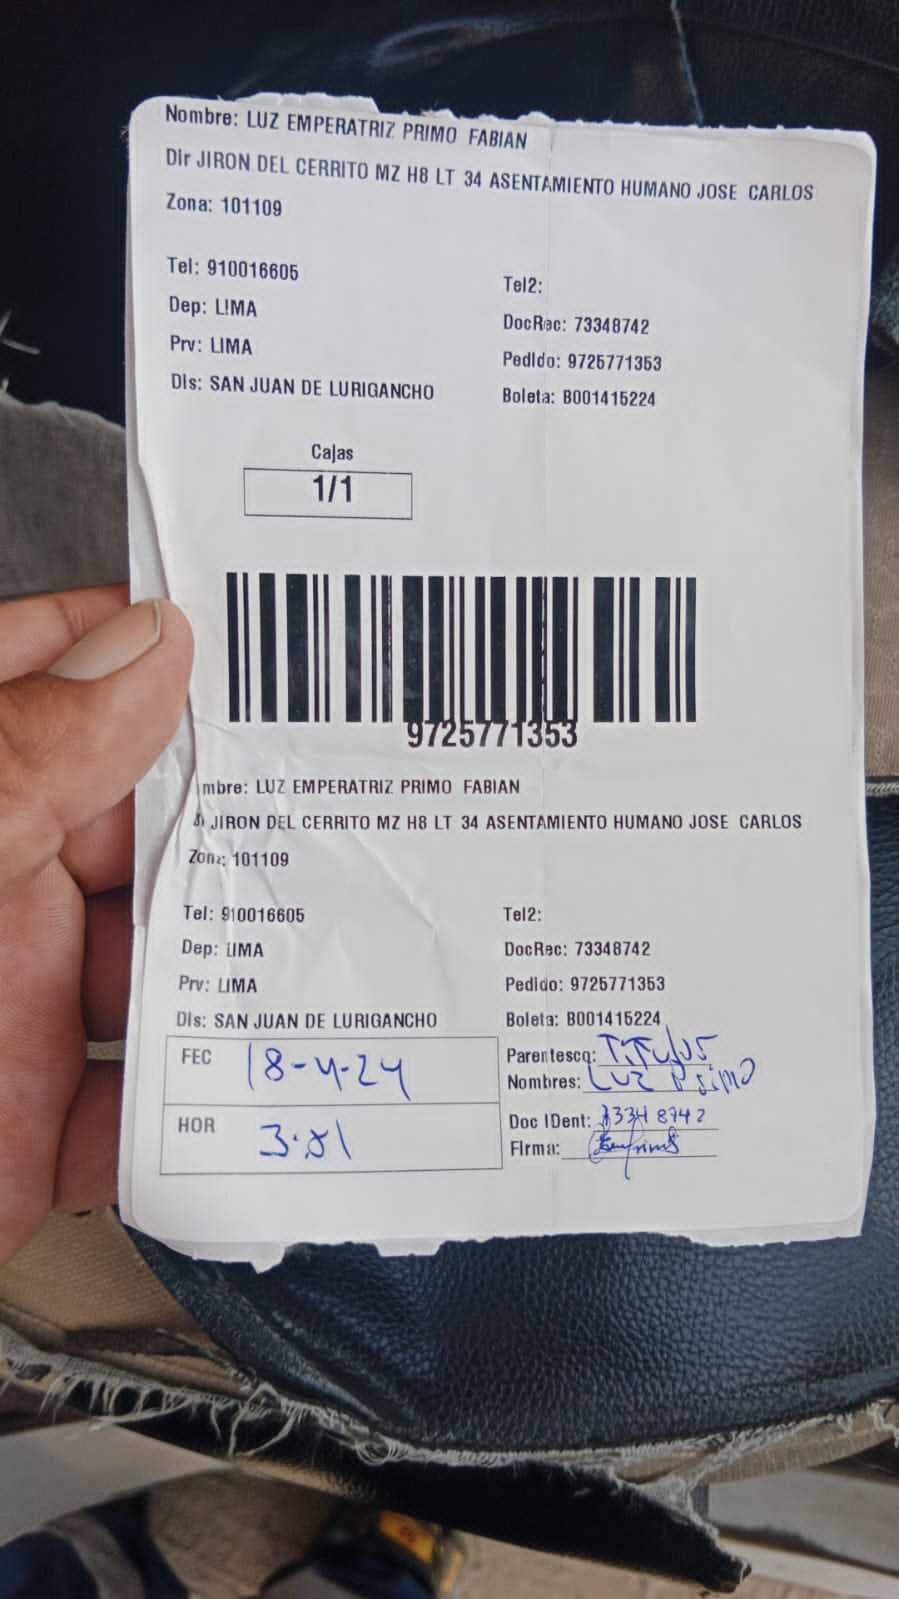 Nombre: LUZ EMPERATRIZ PRIMO FABIAN
Dir JIRON DEL CERRITO MZ H8 LT 34 ASENTAMIENTO HUMANO JOSE CARLOS
Zona: 101109
Tel: 910016605
Tel2:
Dep: LIMA
DocRec: 73348742
Prv: LIMA
Pedido: 9725771353
Dis: SAN JUAN DE LURIGANCHO
Boleta: B001415224
Cajas
1/1
9725771353
mbre: LUZ EMPERATRIZ PRIMO FABIAN
JIRON DEL CERRITO MZ H8 LT 34 ASENTAMIENTO HUMANO JOSE CARLOS
Zona: 101109
Tel: 910016605
Tel2:
Dep: LIMA
DocRec: 73348742
Prv: LIMA
Pedido: 9725771353
Dis: SAN JUAN DE LURIGANCHO
Boleta: B001415224
FEC 18-4-24
Parentesco:
Nombres: LUZ Primo
HOR
Doc IDent: 73348742
Firma: